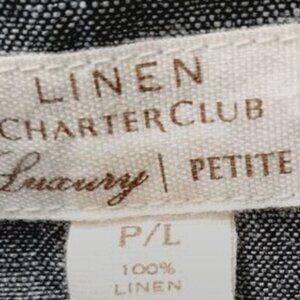 LINEN
CHARTER CLUB
Luxury | PETITE
P/L
100%
LINEN